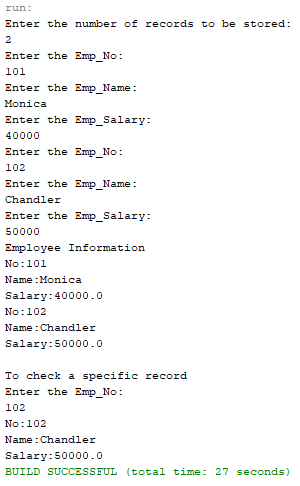 run:
Enter the number of records to be stored:
2
Enter the Emp_No:
101
Enter the Emp_Name:
Monica
Enter the Emp_Salary:
40000
Enter the Emp_No:
102
Enter the Emp_Name:
Chandler
Enter the Emp_Salary:
50000
Employee Information
No:101
Name:Monica
Salary:40000.0
No:102
Name:Chandler
Salary:50000.0
To check a specific record
Enter the Emp_No:
102
No:102
Name:Chandler
Salary:50000.0
BUILD SUCCESSFUL (total time: 27 seconds)